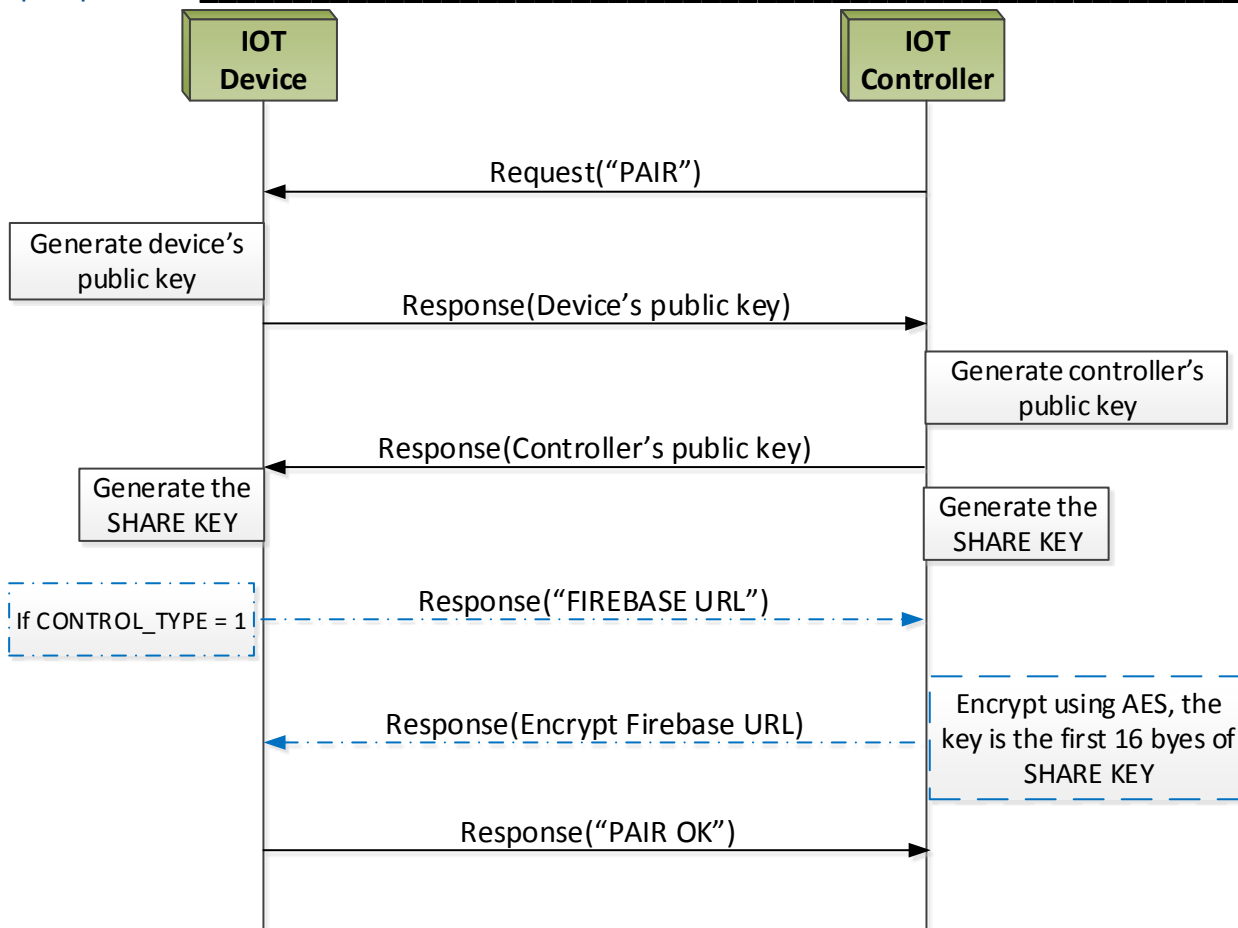 IOT
Device
IOT
Controller
Request(“PAIR”)
Generate device’s
public key
Response(Device’s public key)
Generate controller’s
public key
Response(Controller’s public key)
Generate the
SHARE KEY
Generate the
SHARE KEY
If CONTROL_TYPE = 1
Response(“FIREBASE URL”)
Response(Encrypt Firebase URL)
Encrypt using AES, the
key is the first 16 byes of
SHARE KEY
Response(“PAIR OK”)